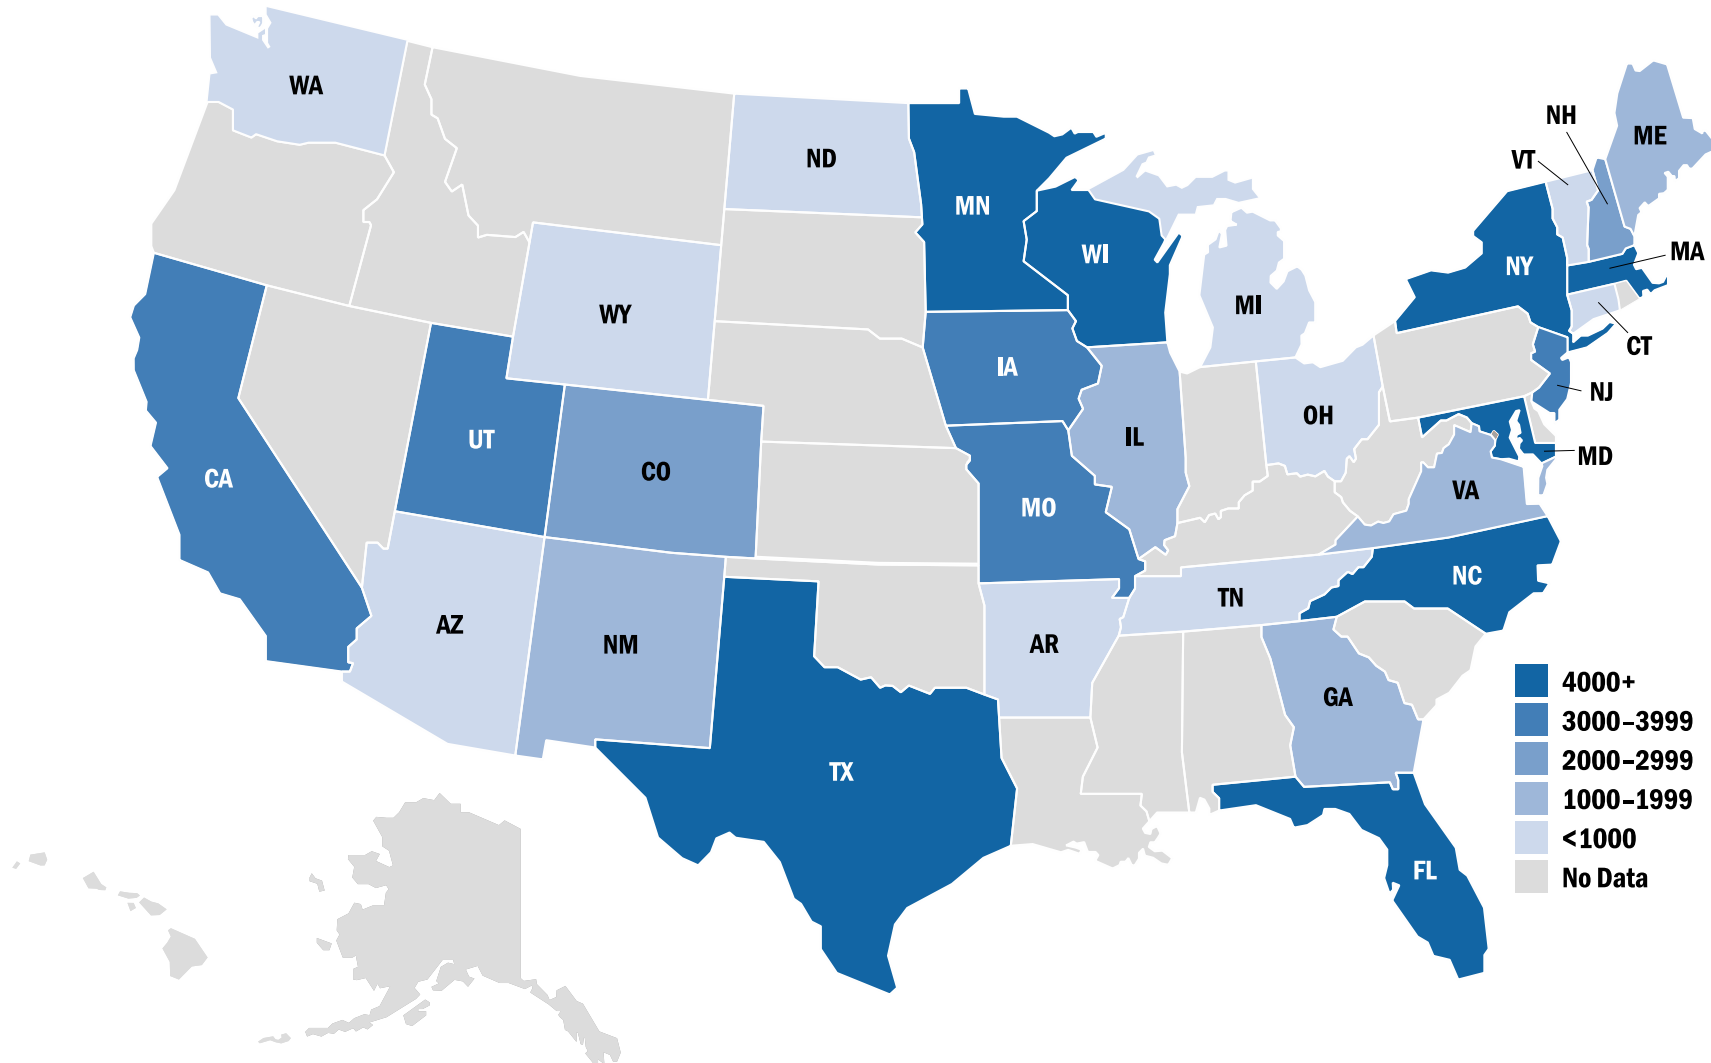 WA
ND
MN
WI
MI
NH
ME
VT
NY
MA
CT
NJ
WY
IA
IL
OH
MD
UT
CO
CA
MO
VA
NC
TN
AZ
NM
AR
GA
TX
FL
4000+
3000–3999
2000–2999
1000–1999
<1000
No Data